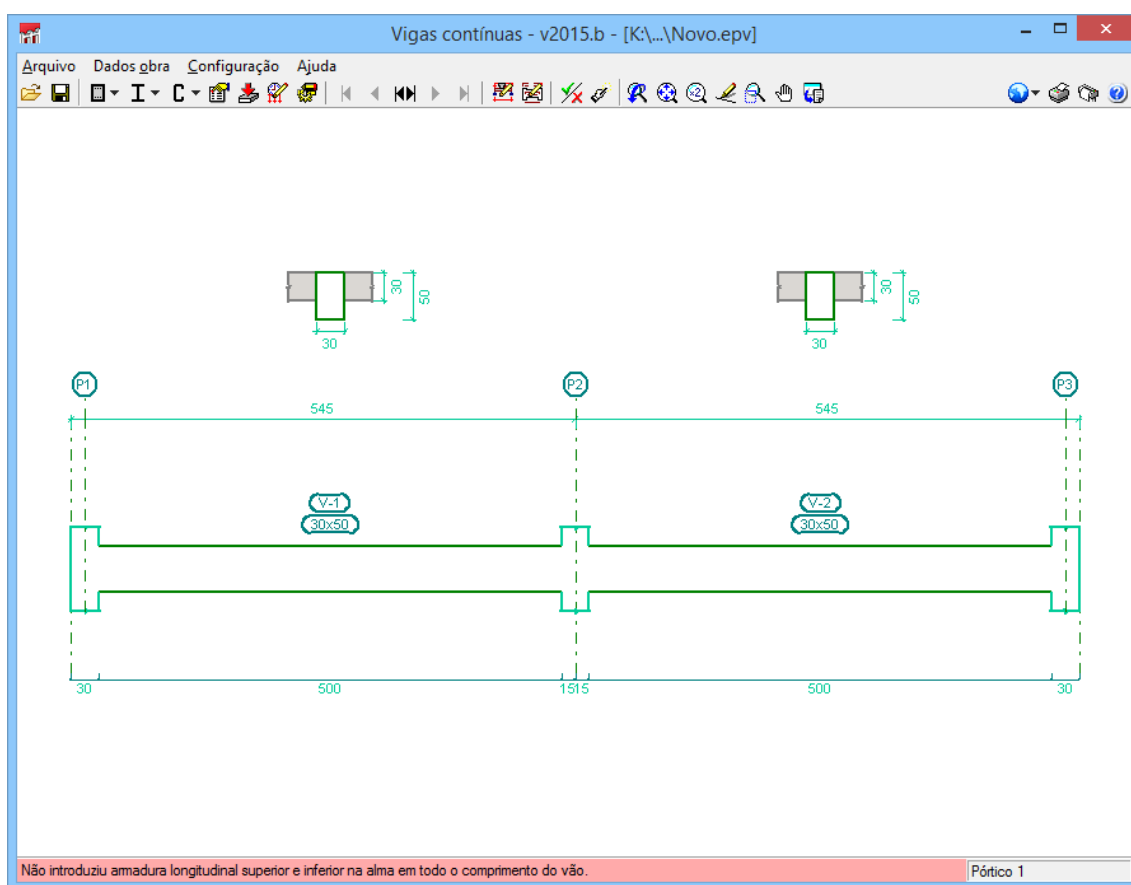 Vigas contínuas - v2015.b - [K:\...\Novo.epv]
Arquivo Dados obra Configuração Ajuda
30 50 30 50
30 30
P1 P2 P3
545 545
V-1 V-2
30x50 30x50
30 500 15 15 500 30
Não introduziu armadura longitudinal superior e inferior na alma em todo o comprimento do vão. Pórtico 1